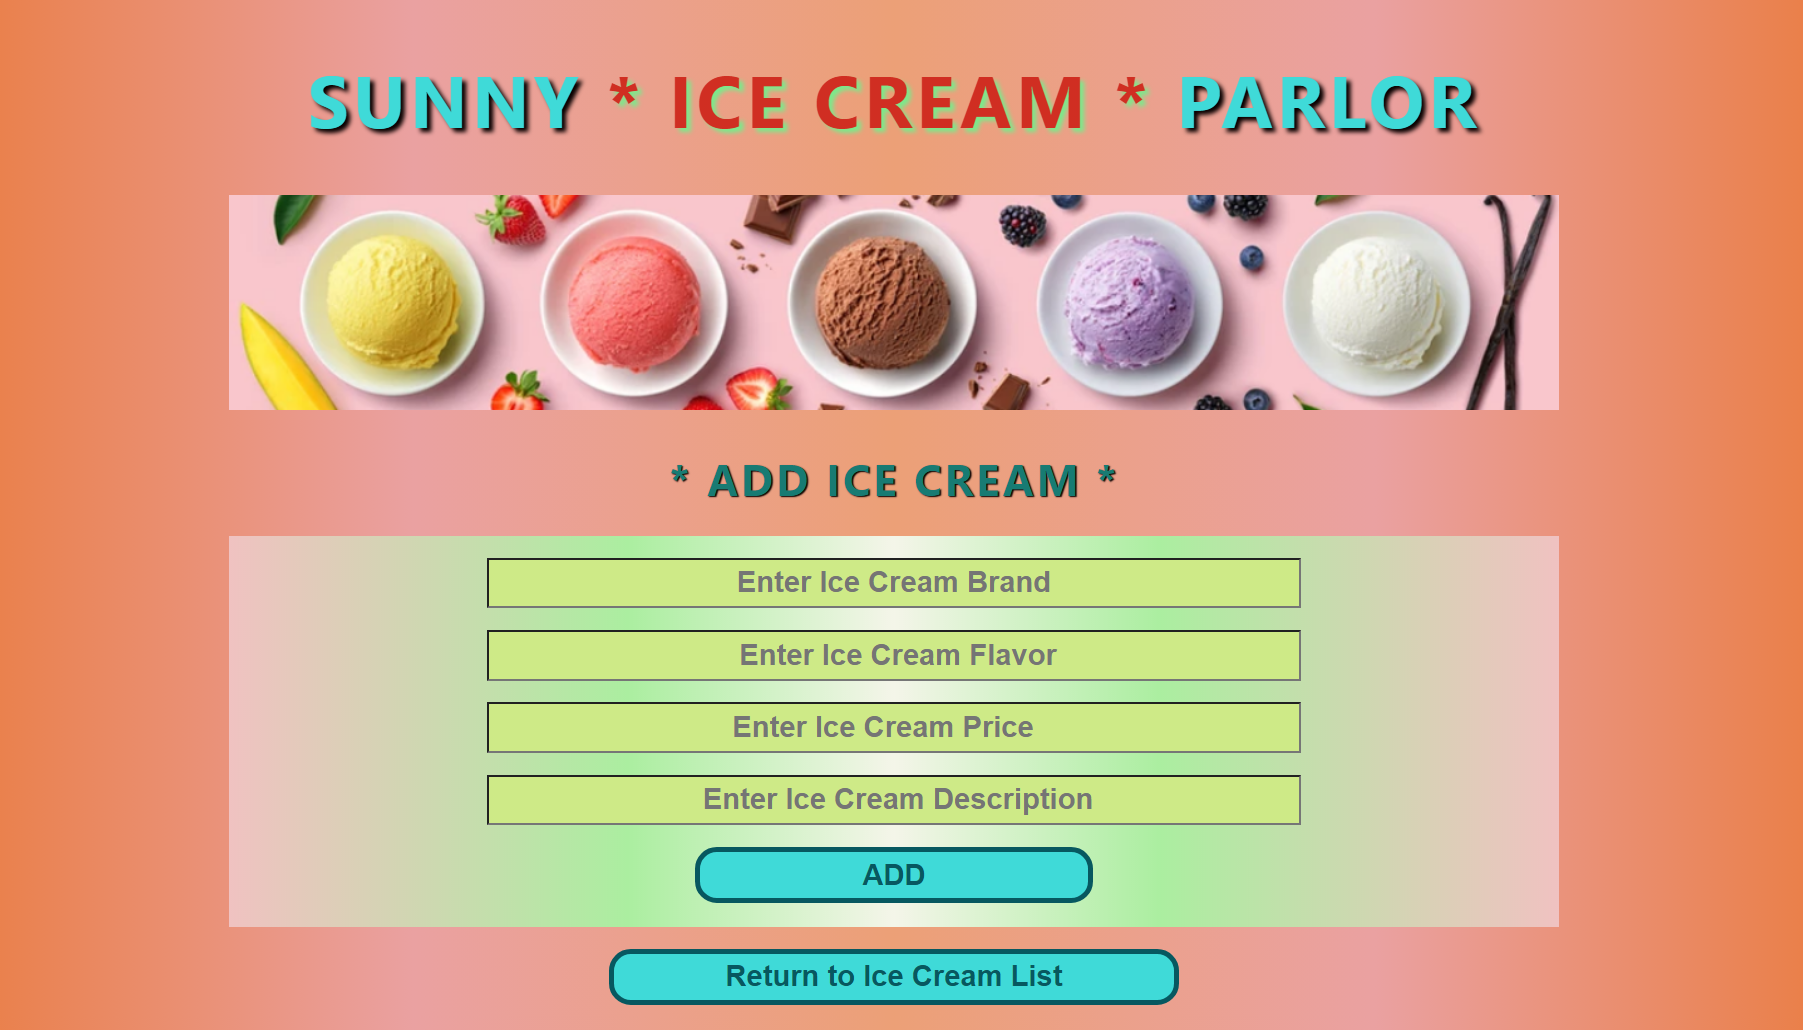 SUNNY * ICE CREAM * PARLOR
* ADD ICE CREAM *
Enter Ice Cream Brand
Enter Ice Cream Flavor
Enter Ice Cream Price
Enter Ice Cream Description
ADD
Return to Ice Cream List